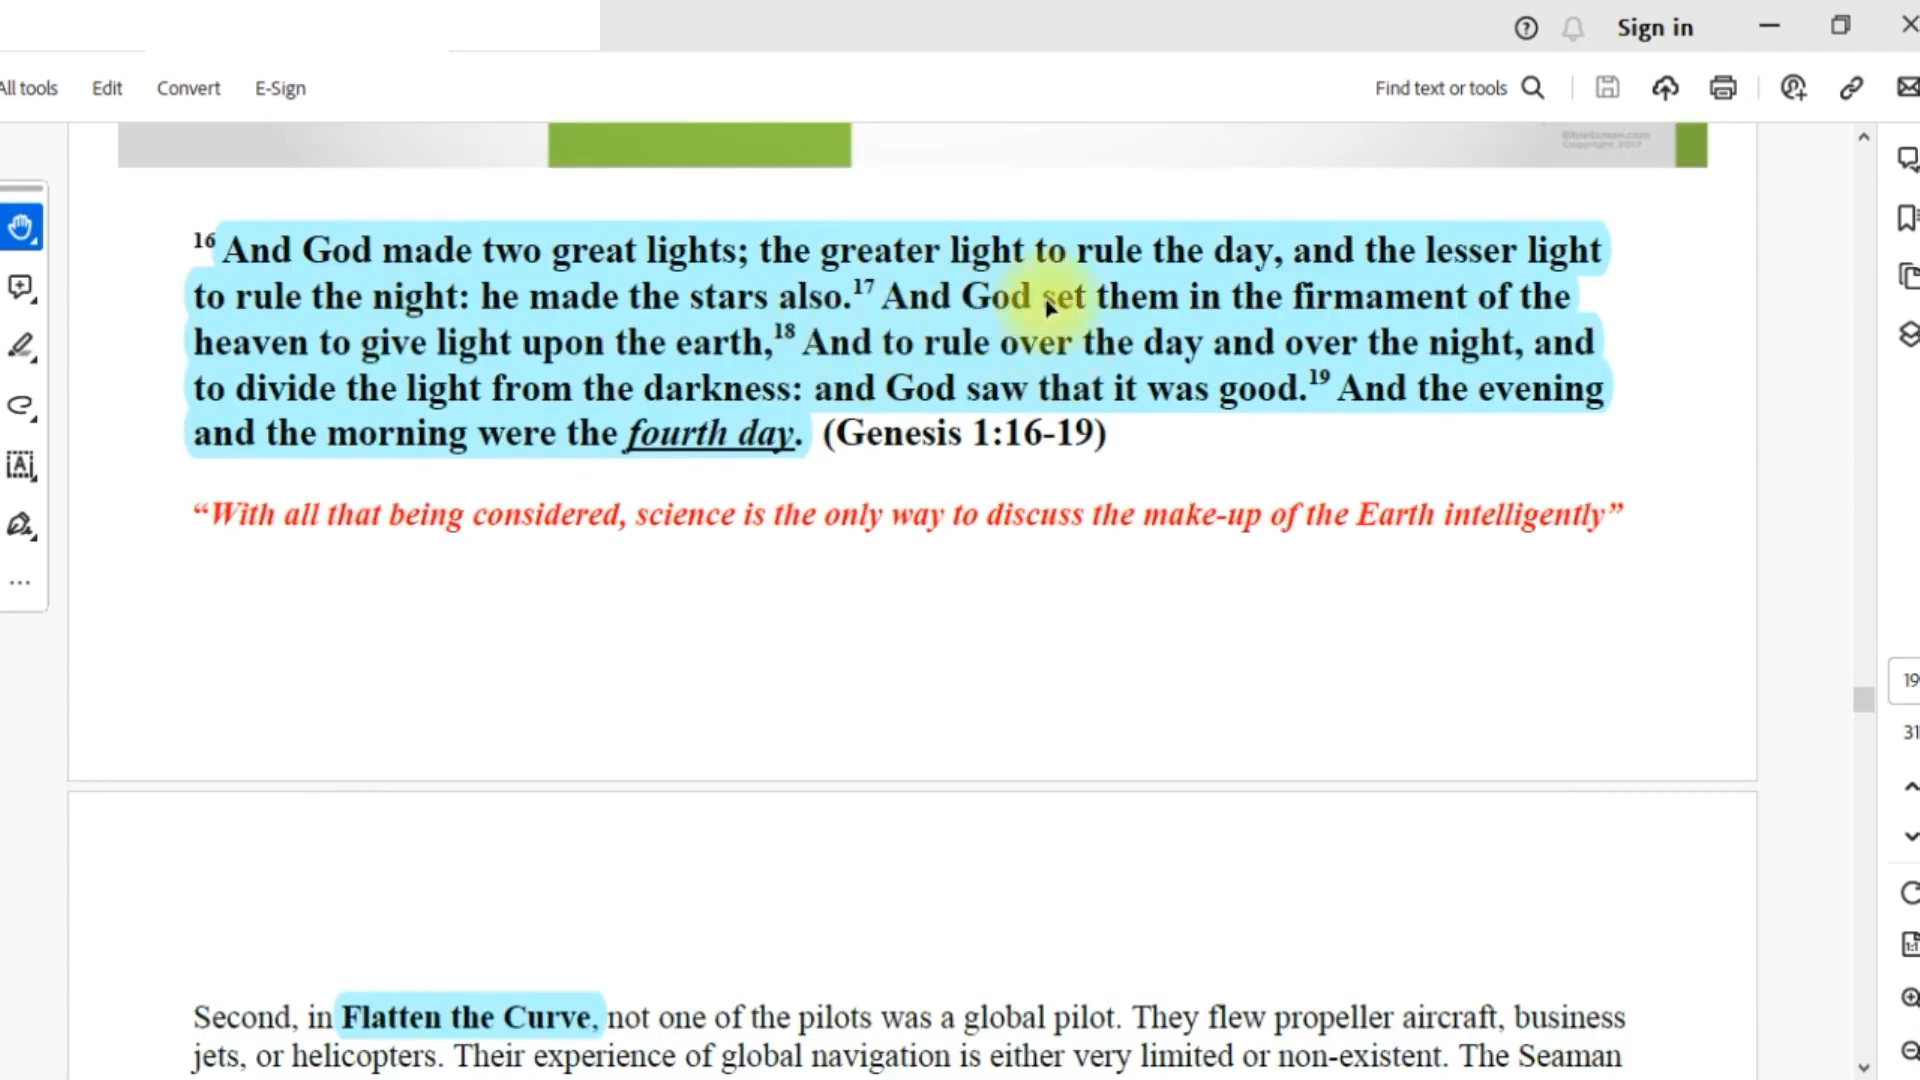 Sign in
All tools Edit Convert E-Sign Find text or tools
BibleScreen.com
Copyright 2017
16 And God made two great lights; the greater light to rule the day, and the lesser light
to rule the night: he made the stars also.17 And God set them in the firmament of the
heaven to give light upon the earth,18 And to rule over the day and over the night, and
to divide the light from the darkness: and God saw that it was good.19 And the evening
and the morning were the fourth day. (Genesis 1:16-19)
“With all that being considered, science is the only way to discuss the make-up of the Earth intelligently”
Second, in Flatten the Curve, not one of the pilots was a global pilot. They flew propeller aircraft, business
jets, or helicopters. Their experience of global navigation is either very limited or non-existent. The Seaman